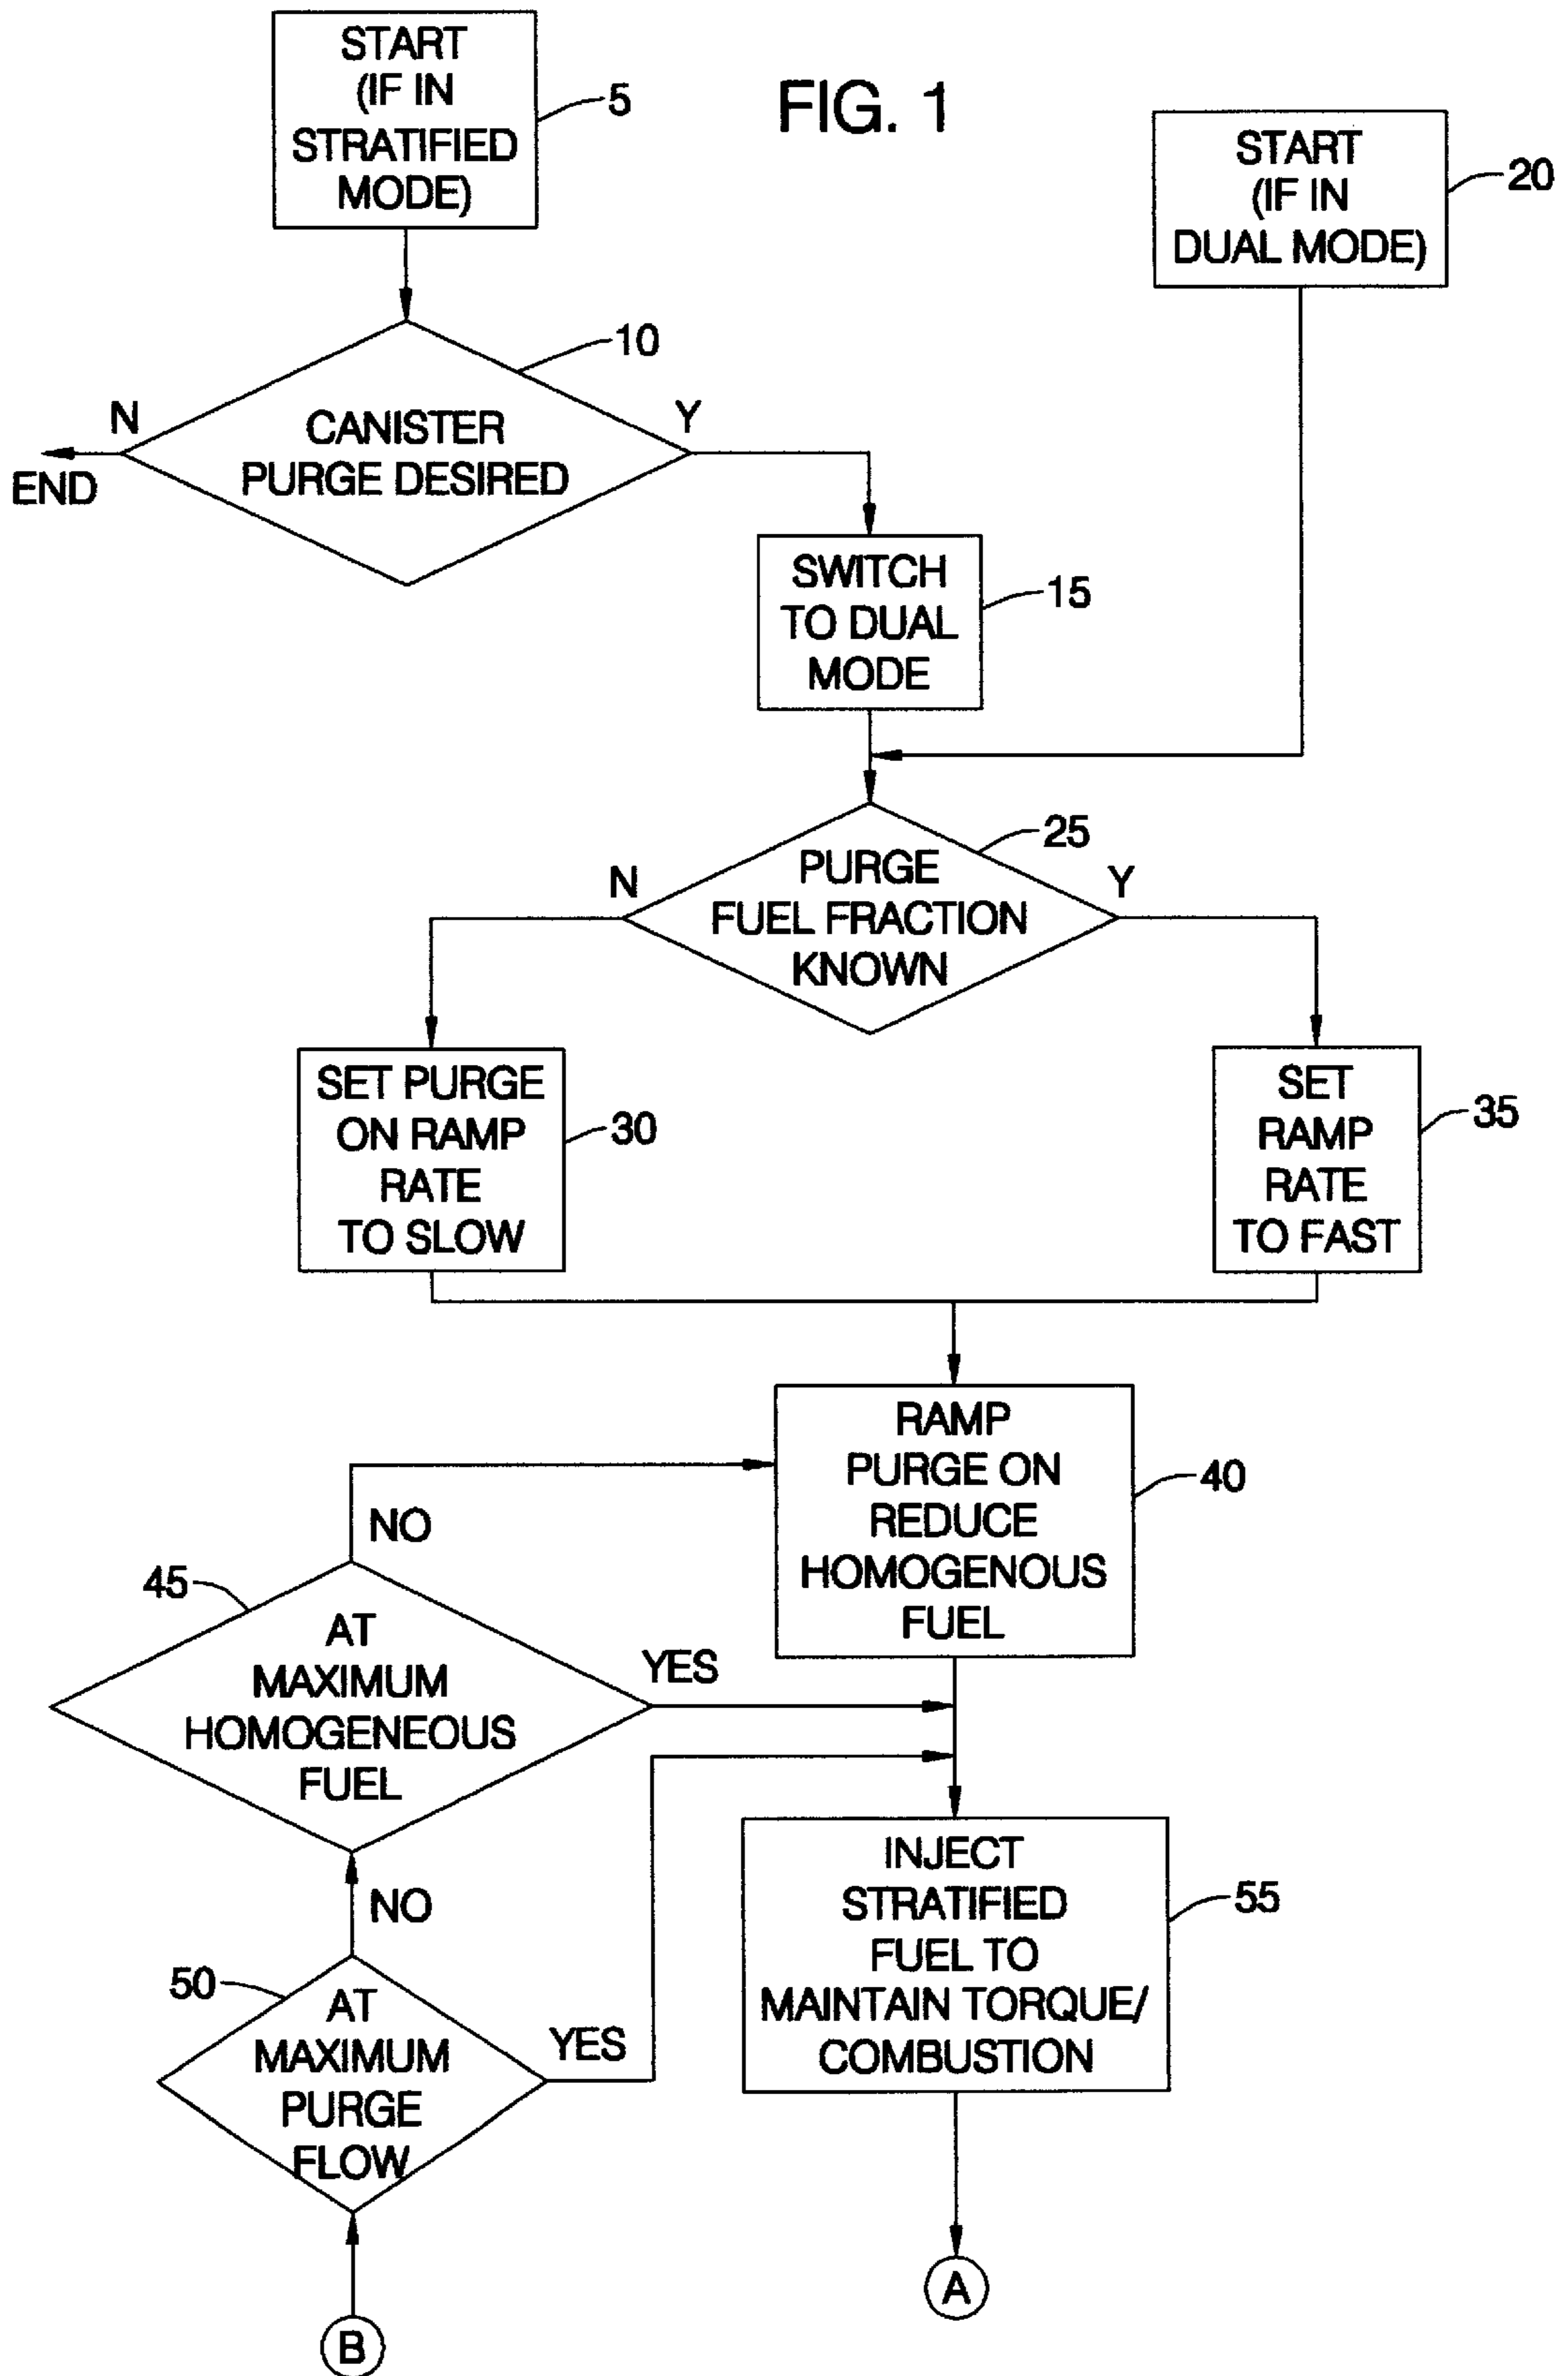 START
(IF IN
STRATIFIED
MODE)
5
FIG. 1
START
(IF IN
DUAL MODE)
20
10
N
CANISTER
PURGE DESIRED
Y
END
SWITCH
TO DUAL
MODE
15
25
N
PURGE
FUEL FRACTION
KNOWN
Y
SET PURGE
ON RAMP
RATE
TO SLOW
30
SET
RAMP
RATE
TO FAST
35
RAMP
PURGE ON
REDUCE
HOMOGENOUS
FUEL
40
NO
45
AT
MAXIMUM
HOMOGENEOUS
FUEL
YES
NO
50
AT
MAXIMUM
PURGE
FLOW
YES
INJECT
STRATIFIED
FUEL TO
MAINTAIN TORQUE/
COMBUSTION
55
A
B